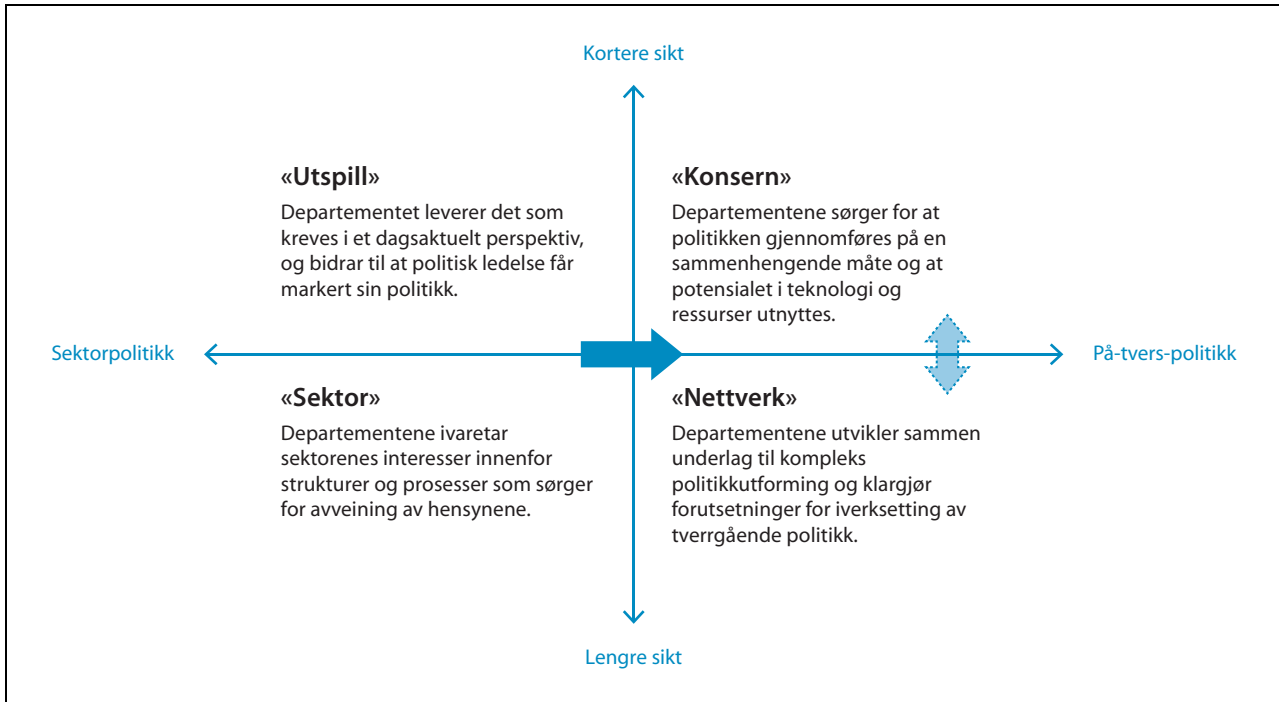 Kortere sikt
«Utspill»
Departementet leverer det som
kreves i et dagsaktuelt perspektiv,
og bidrar til at politisk ledelse får
markert sin politikk.
«Konsern»
Departementene sørger for at
politikken gjennomføres på en
sammenhengende måte og at
potensialet i teknologi og
ressurser utnyttes.
Sektorpolitikk
På-tvers-politikk
«Sektor»
Departementene ivaretar
sektorenes interesser innenfor
strukturer og prosesser som sørger
for avveining av hensynene.
«Nettverk»
Departementene utvikler sammen
underlag til kompleks
politikkutforming og klargjør
forutsetninger for iverksetting av
tverrgående politikk.
Lengre sikt